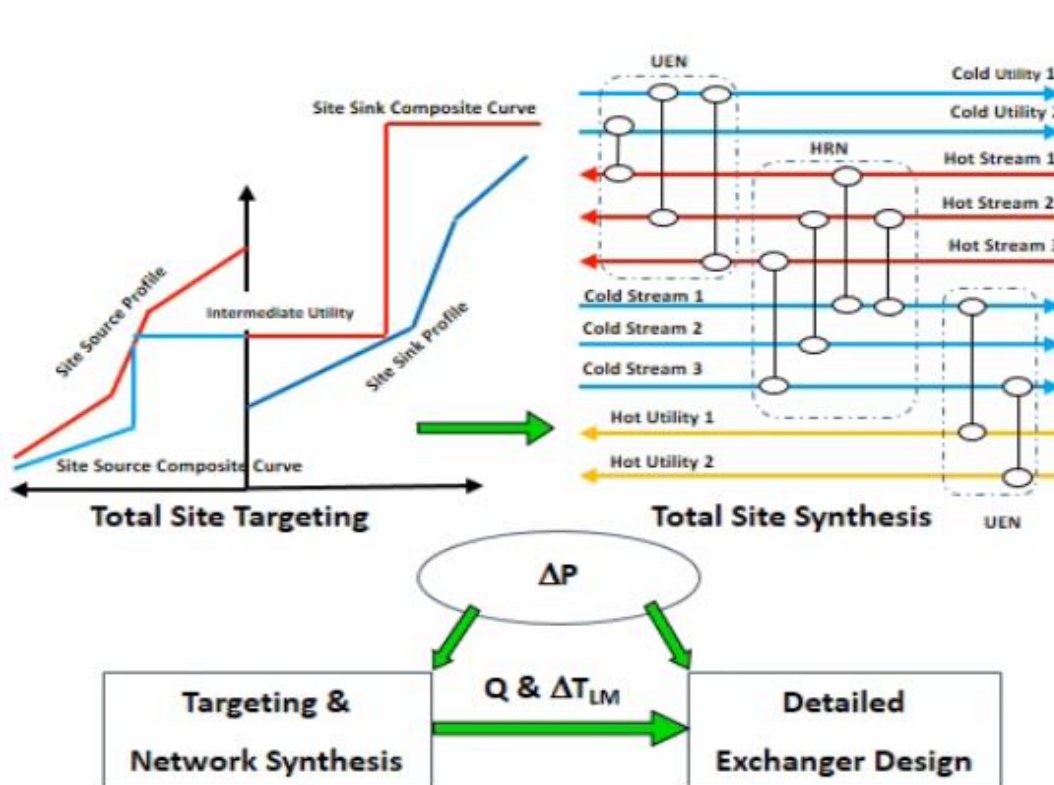 Site Sink Composite Curve
Site Source Profile
Intermediate Utility
Site Sink Profile
Site Source Composite Curve
Total Site Targeting
UEN
Cold Utility 1
Cold Utility
HRN
Hot Stream 1
Hot Stream 2
Hot Stream
Cold Stream 1
Cold Stream 2
Cold Stream 3
Hot Utility 1
Hot Utility 2
Total Site Synthesis
UEN
ΔP
Targeting &
Network Synthesis
Q & ΔTLM
Detailed
Exchanger Design